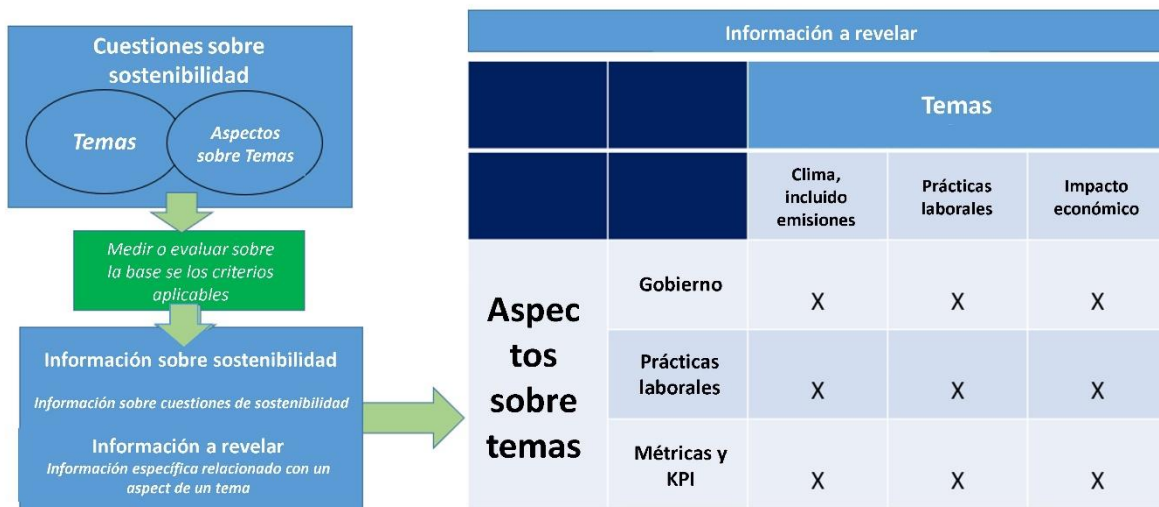 Cuestiones sobre
sostenibilidad
Temas
Aspectos
sobre Temas
Medir o evaluar sobre
la base se los criterios
aplicables
Información sobre sostenibilidad
Información sobre cuestiones de sostenibilidad
Información a revelar
Información específica relacionado con un
aspect de un tema
Información a revelar
Temas
Clima,
incluido
emisiones
Prácticas
laborales
Impacto
económico
Aspec
tos
sobre
temas
Gobierno
X X X
Prácticas
laborales
X X X
Métricas y
KPI
X X X